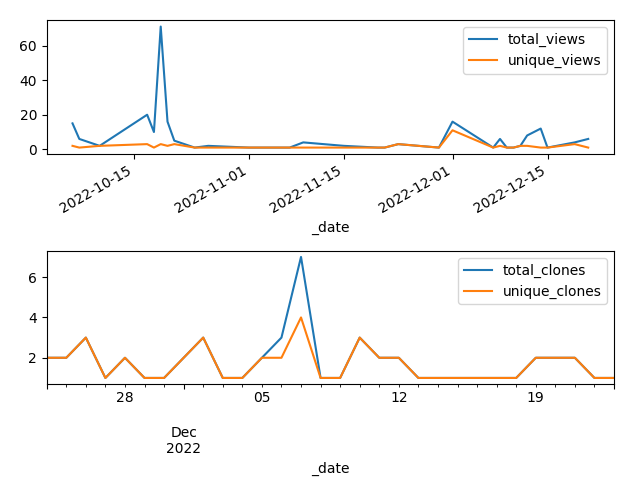 60
40
20
0
total_views
unique_views
2022-10-15
2022-11-01
2022-11-15
2022-12-01
2022-12-15
_date
6
4
2
total_clones
unique_clones
28
05
12
19
Dec
2022
_date